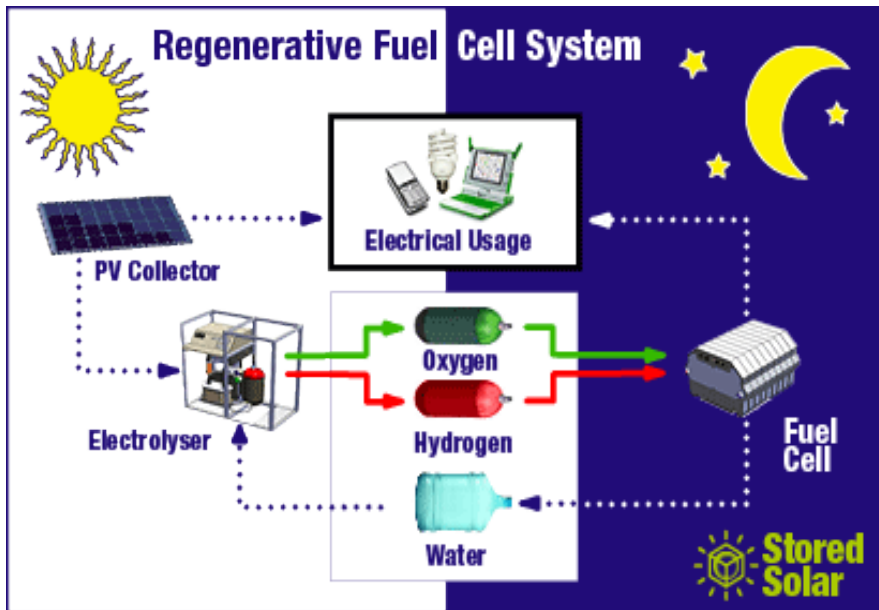 Regenerative Fuel Cell System
Electrical Usage
PV Collector
Oxygen
Electrolyser
Hydrogen
Fuel
Cell
Water
Stored
Solar